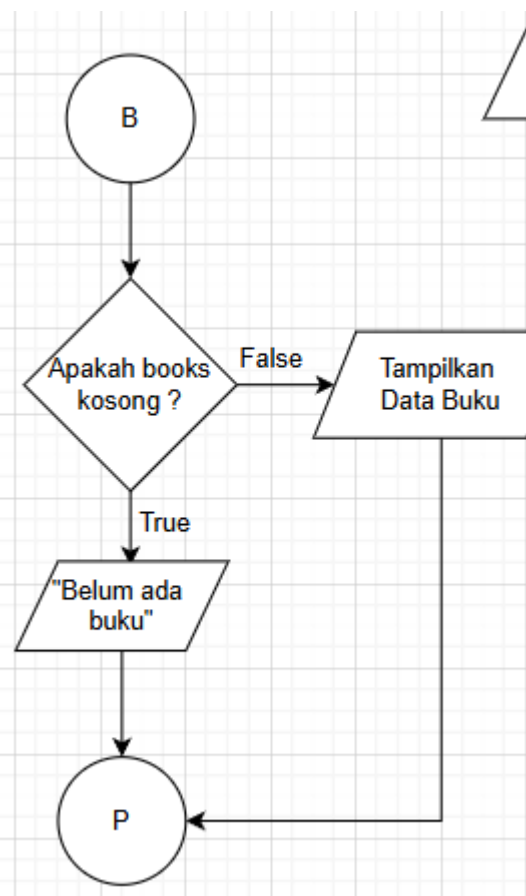 B
Apakah books
kosong ?
False
Tampilkan
Data Buku
True
"Belum ada
buku"
P